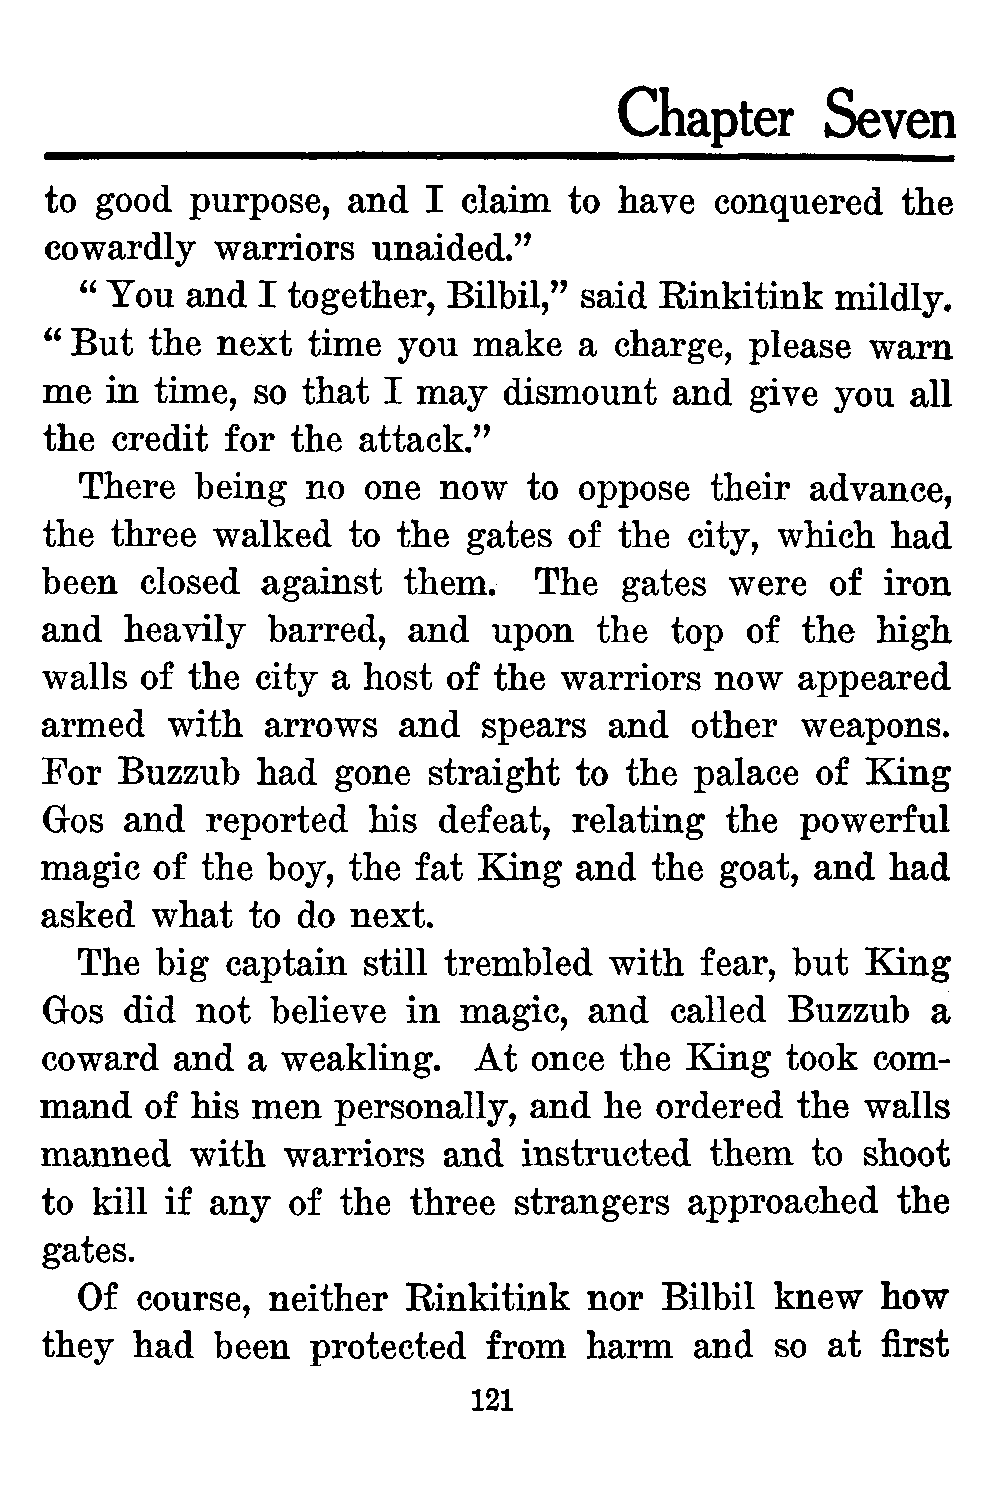 Chapter Seven
to good purpose, and I claim to have conquered the
cowardly warriors unaided."
"You and I together, Bilbil," said Rinkitink mildly.
"But the next time you make a charge, please warn
me in time, so that I may dismount and give you all
the credit for the attack."
There being no one now to oppose their advance,
the three walked to the gates of the city, which had
been closed against them. The gates were of iron
and heavily barred, and upon the top of the high
walls of the city a host of the warriors now appeared
armed with arrows and spears and other weapons.
For Buzzub had gone straight to the palace of King
Gos and reported his defeat, relating the powerful
magic of the boy, the fat King and the goat, and had
asked what to do next.
The big captain still trembled with fear, but King
Gos did not believe in magic, and called Buzzub a
coward and a weakling. At once the King took com-
mand of his men personally, and he ordered the walls
manned with warriors and instructed them to shoot
to kill if any of the three strangers approached the
gates.
Of course, neither Rinkitink nor Bilbil knew how
they had been protected from harm and so at first
121